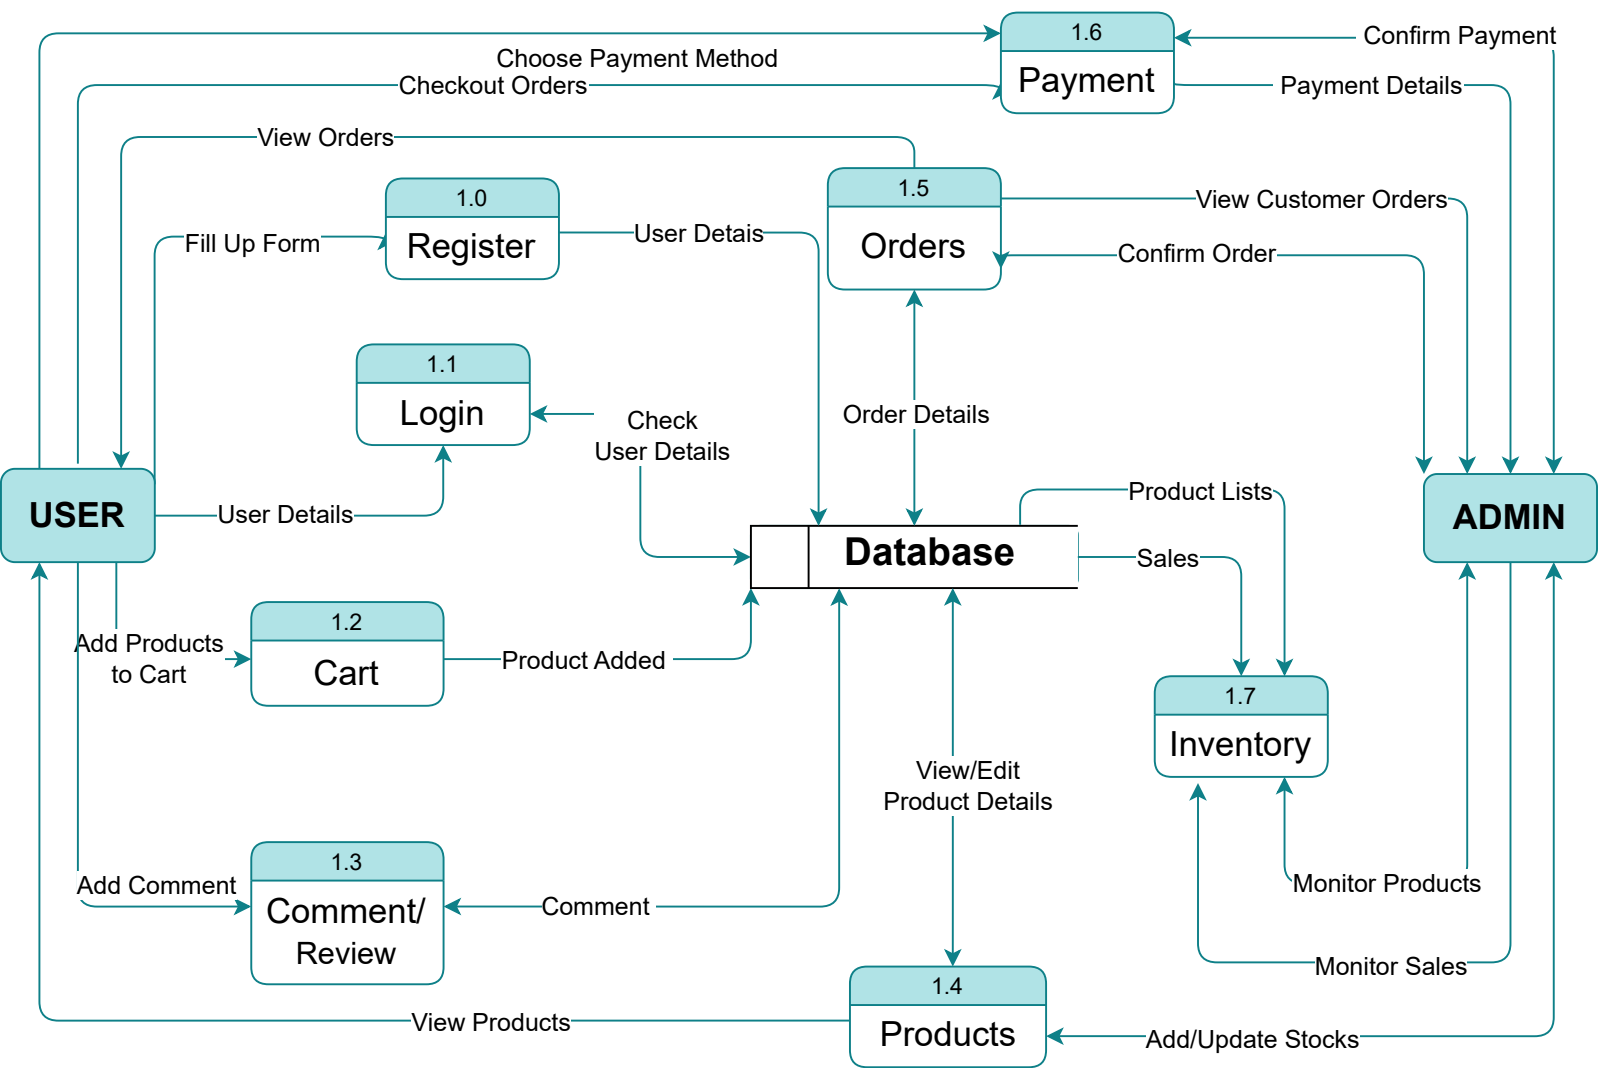 1.6
Confirm Payment
Choose Payment Method
Payment
Checkout Orders
Payment Details
View Orders
1.0
1.5
View Customer Orders
Fill Up Form
Register
User Detais
Orders
Confirm Order
1.1
Login
Check
User Details
Order Details
USER
User Details
Product Lists
ADMIN
Database
Sales
1.2
Add Products
to Cart
Cart
Product Added
1.7
Inventory
View/Edit
Product Details
1.3
Add Comment
Comment/
Review
Comment
Monitor Products
Monitor Sales
1.4
View Products
Products
Add/Update Stocks